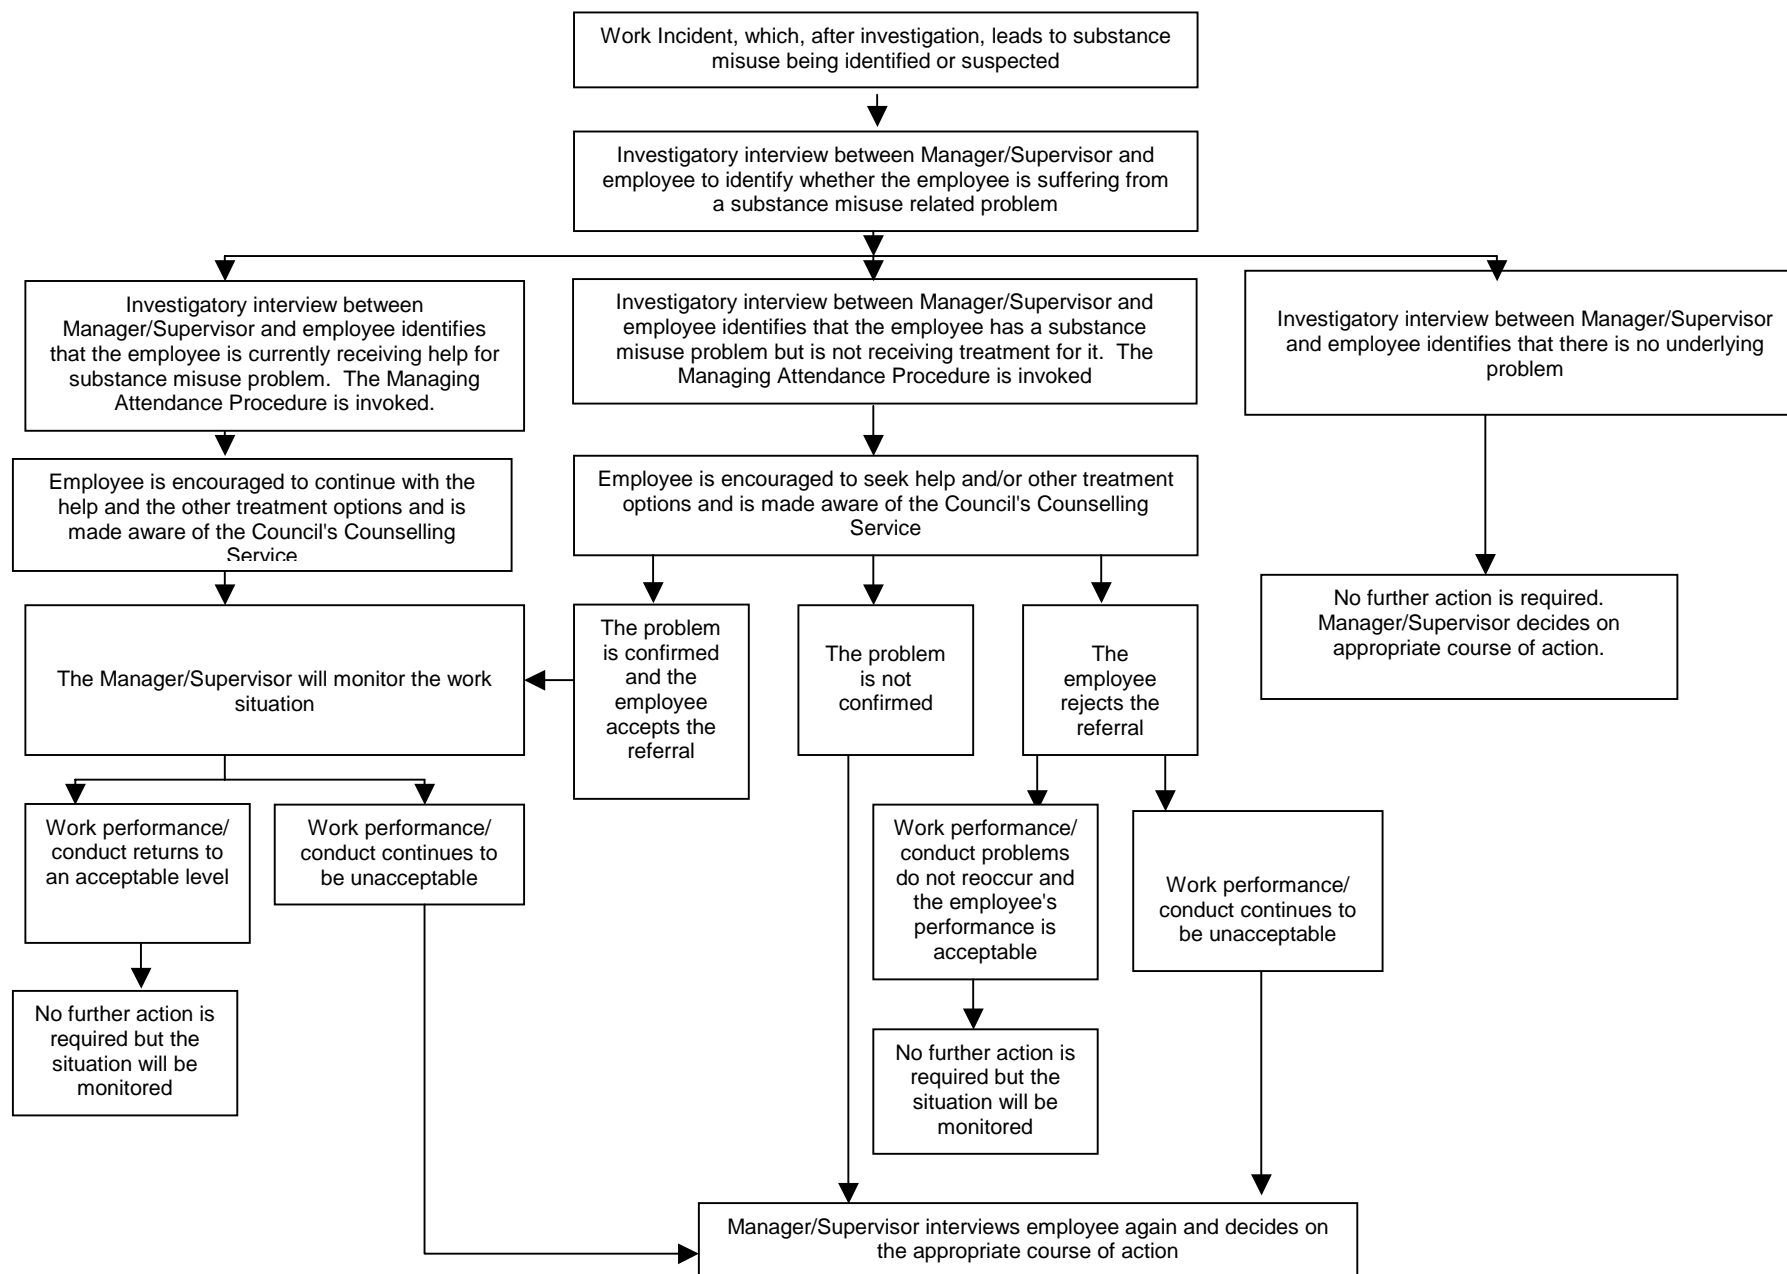 Work Incident, which, after investigation, leads to substance
misuse being identified or suspected
Investigatory interview between Manager/Supervisor and
employee to identify whether the employee is suffering from
a substance misuse related problem
Investigatory interview between
Manager/Supervisor and employee identifies
that the employee is currently receiving help for
substance misuse problem.  The Managing
Attendance Procedure is invoked.
Investigatory interview between Manager/Supervisor and
employee identifies that the employee has a substance
misuse problem but is not receiving treatment for it.  The
Managing Attendance Procedure is invoked
Investigatory interview between Manager/Supervisor
and employee identifies that there is no underlying
problem
Employee is encouraged to continue with the
help and the other treatment options and is
made aware of the Council's Counselling
Service
Employee is encouraged to seek help and/or other treatment
options and is made aware of the Council's Counselling
Service
No further action is required.
Manager/Supervisor decides on
appropriate course of action.
The Manager/Supervisor will monitor the work
situation
The problem
is confirmed
and the
employee
accepts the
referral
The problem
is not
confirmed
The
employee
rejects the
referral
Work performance/
conduct returns to
an acceptable level
Work performance/
conduct continues to
be unacceptable
Work performance/
conduct problems
do not reoccur and
the employee's
performance is
acceptable
Work performance/
conduct continues to
be unacceptable
No further action is
required but the
situation will be
monitored
No further action is
required but the
situation will be
monitored
Manager/Supervisor interviews employee again and decides on
the appropriate course of action